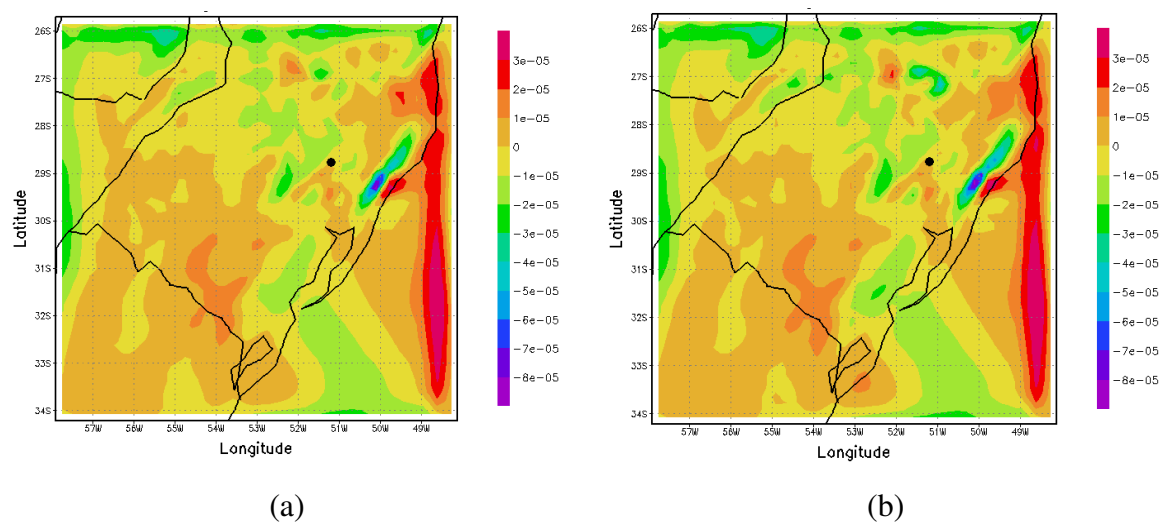 26S
27S
28S
29S
30S
31S
32S
33S
34S
Latitude
57W
56W
55W
54W
53W
52W
51W
50W
49W
Longitude
3e-05
2e-05
1e-05
0
-1e-05
-2e-05
-3e-05
-4e-05
-5e-05
-6e-05
-7e-05
-8e-05
(a)
26S
27S
28S
29S
30S
31S
32S
33S
34S
Latitude
57W
56W
55W
54W
53W
52W
51W
50W
49W
Longitude
3e-05
2e-05
1e-05
0
-1e-05
-2e-05
-3e-05
-4e-05
-5e-05
-6e-05
-7e-05
-8e-05
(b)